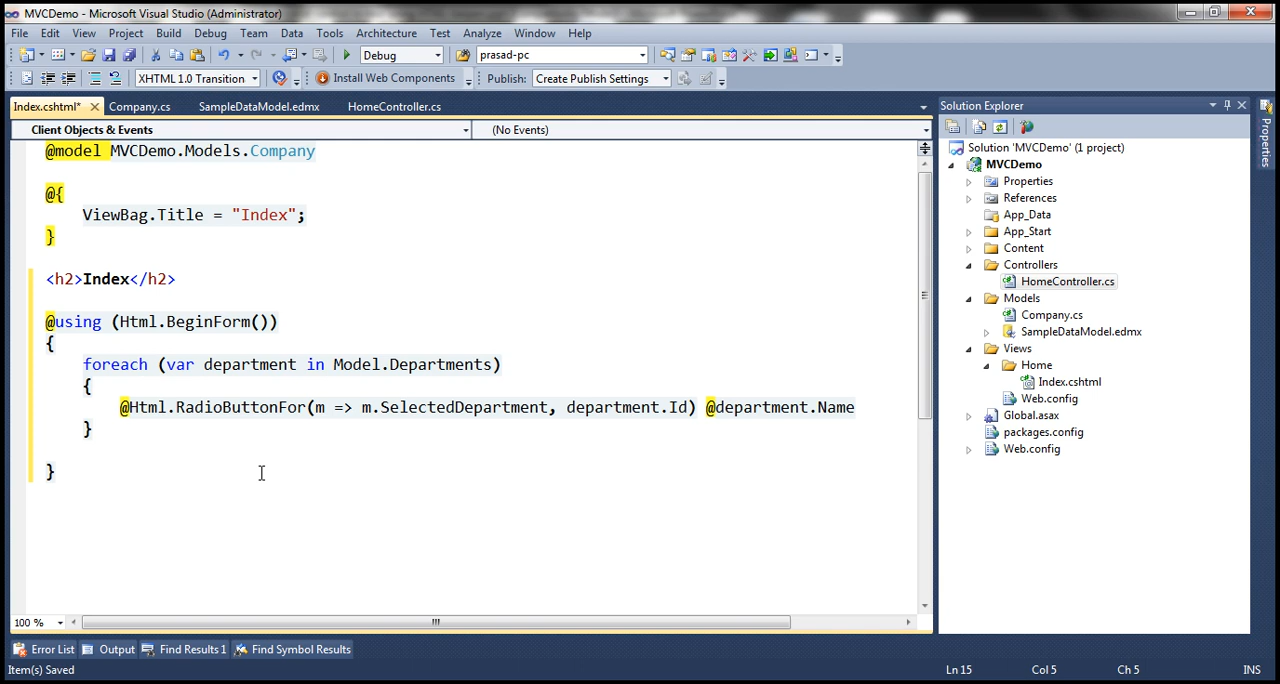 MVCDemo - Microsoft Visual Studio (Administrator)
File Edit View Project Build Debug Team Data Tools Architecture Test Analyze Window Help
Debug prasad-pc
XHTML 1.0 Transition Install Web Components Publish: Create Publish Settings
Index.cshtml* Company.cs SampleDataModel.edmx HomeController.cs
Client Objects & Events (No Events)
@model MVCDemo.Models.Company
@{
ViewBag.Title = "Index";
}
<h2>Index</h2>
@using (Html.BeginForm())
{
foreach (var department in Model.Departments)
{
@Html.RadioButtonFor(m => m.SelectedDepartment, department.Id) @department.Name
}
}
100 %
Solution Explorer
Solution 'MVCDemo' (1 project)
MVCDemo
Properties
References
App_Data
App_Start
Content
Controllers
HomeController.cs
Models
Company.cs
SampleDataModel.edmx
Views
Home
Index.cshtml
Web.config
Global.asax
packages.config
Web.config
Properties
Error List Output Find Results 1 Find Symbol Results
Item(s) Saved Ln 15 Col 5 Ch 5 INS